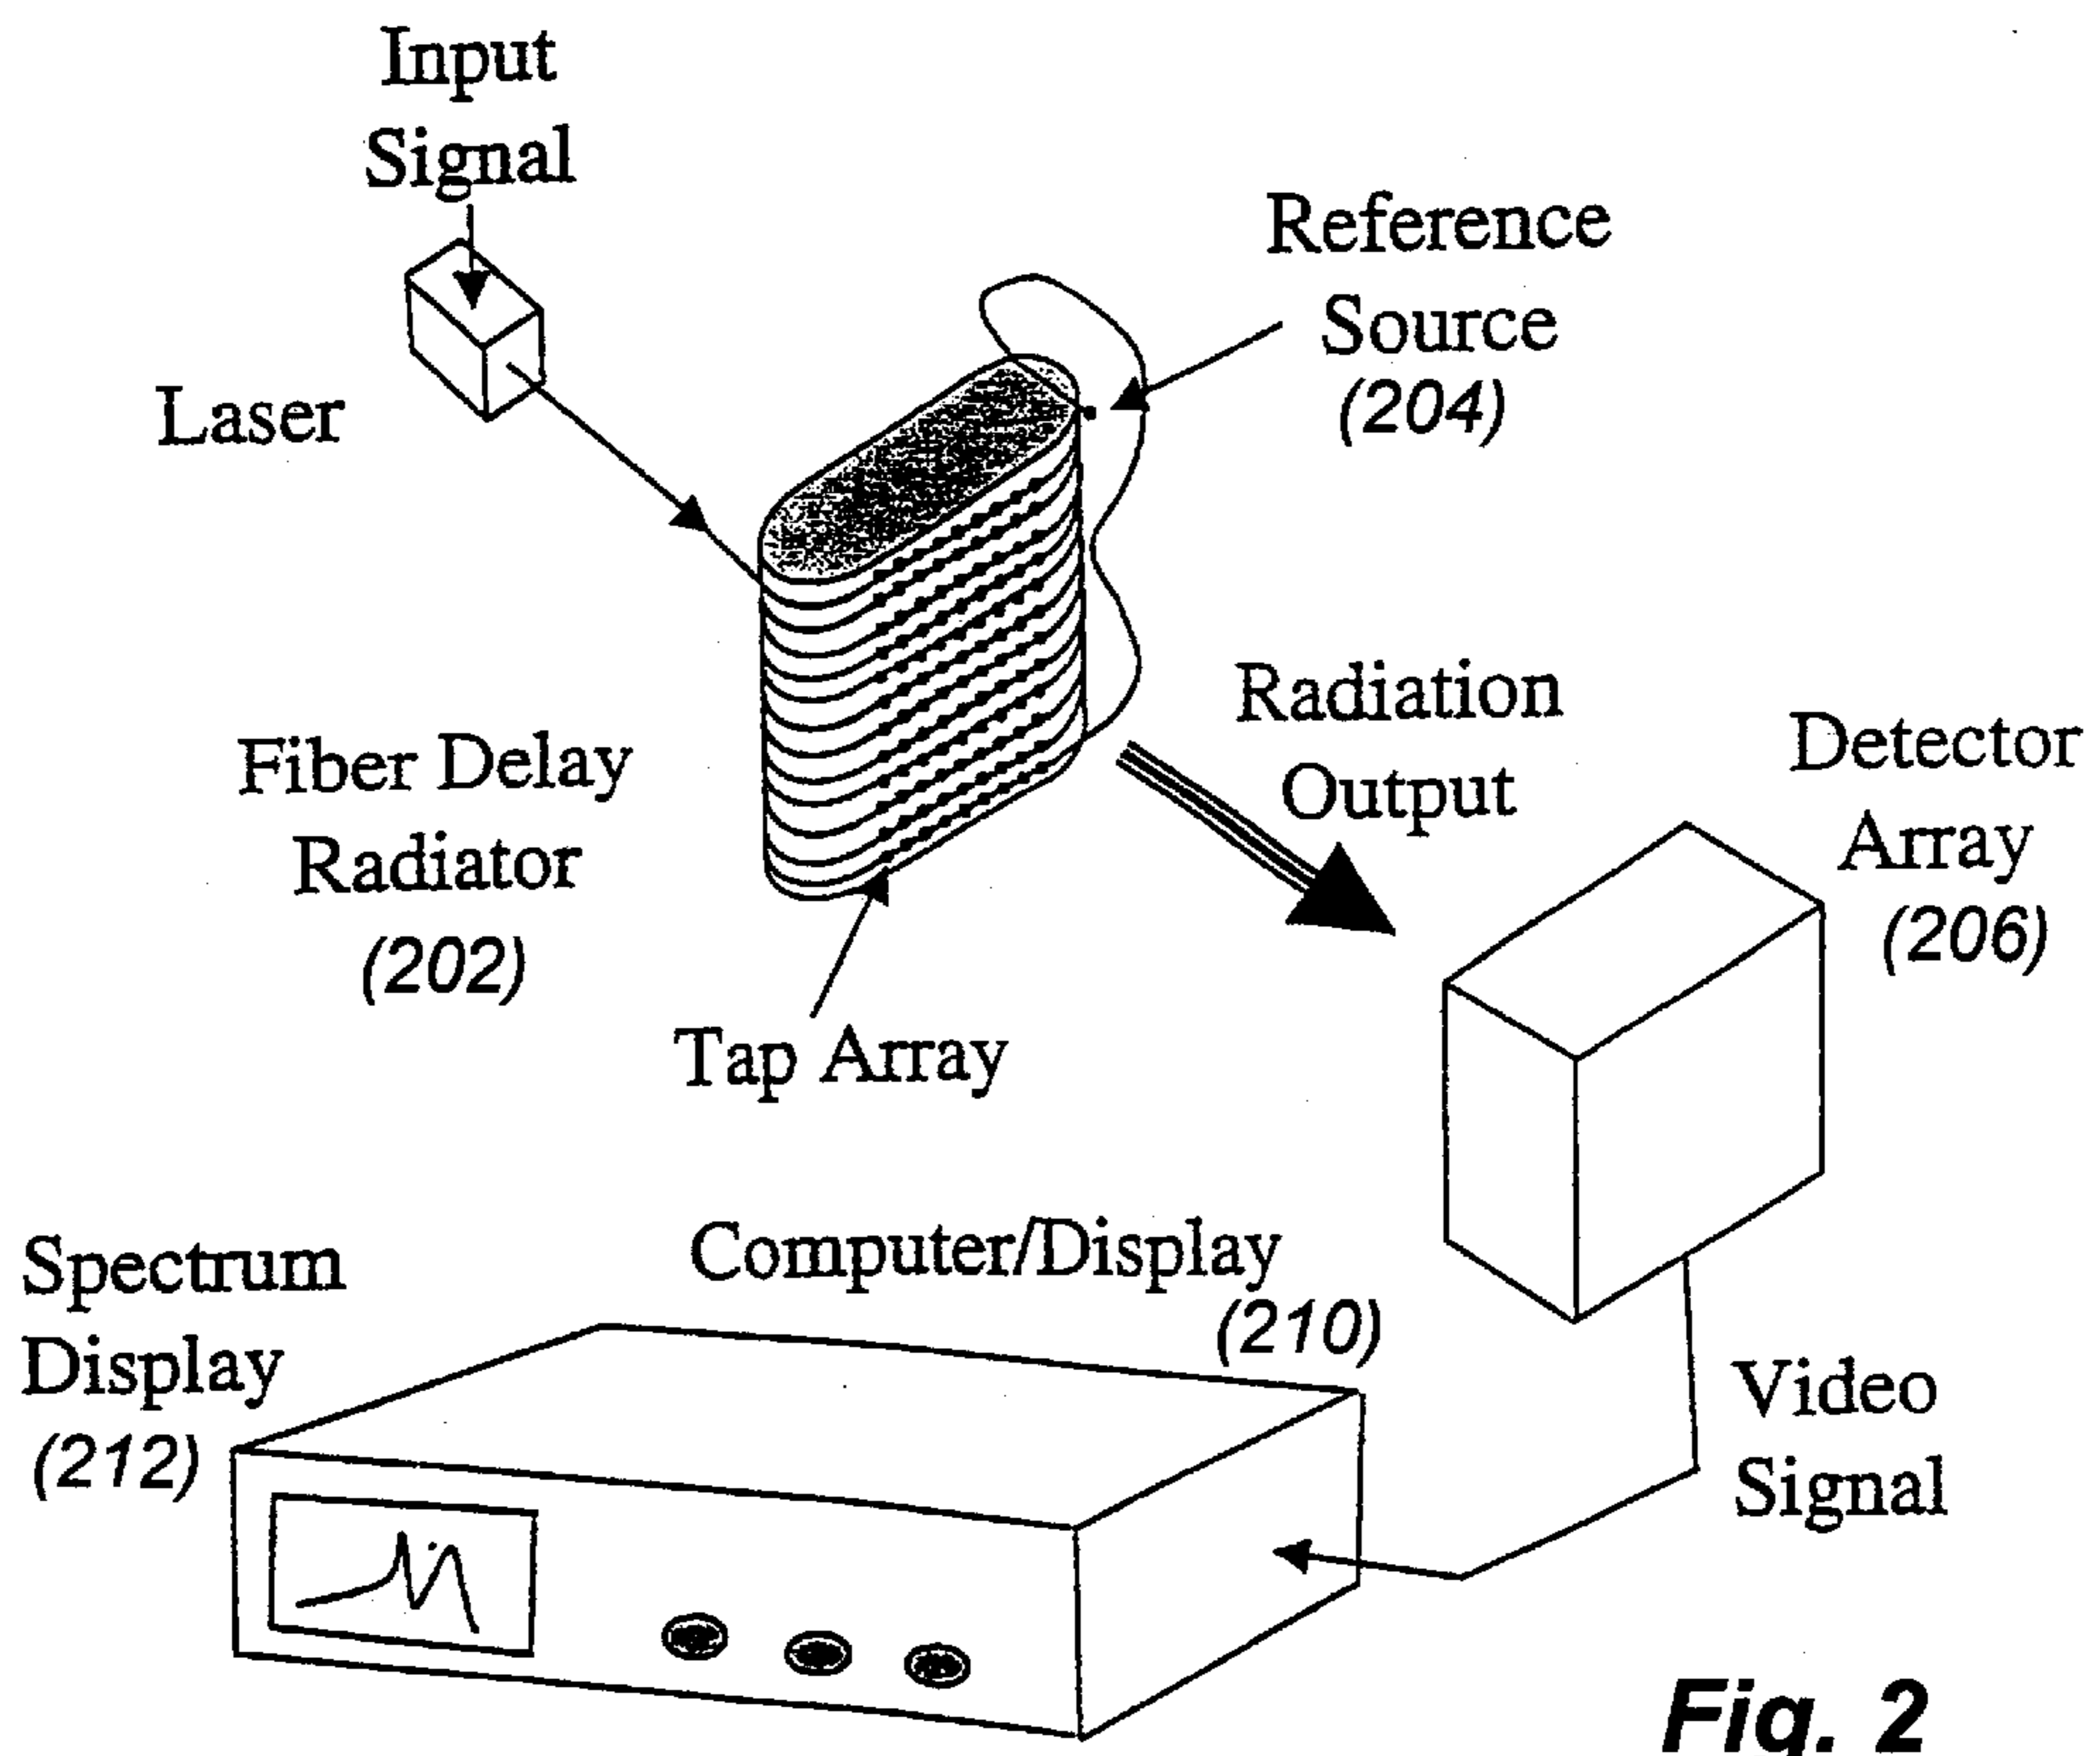 Input
Signal
Laser
Reference
Source
(204)
Fiber Delay
Radiator
(202)
Tap Array
Radiation
Output
Detector
Array
(206)
Spectrum
Display
(212)
Computer/Display
(210)
Video
Signal
Fig. 2